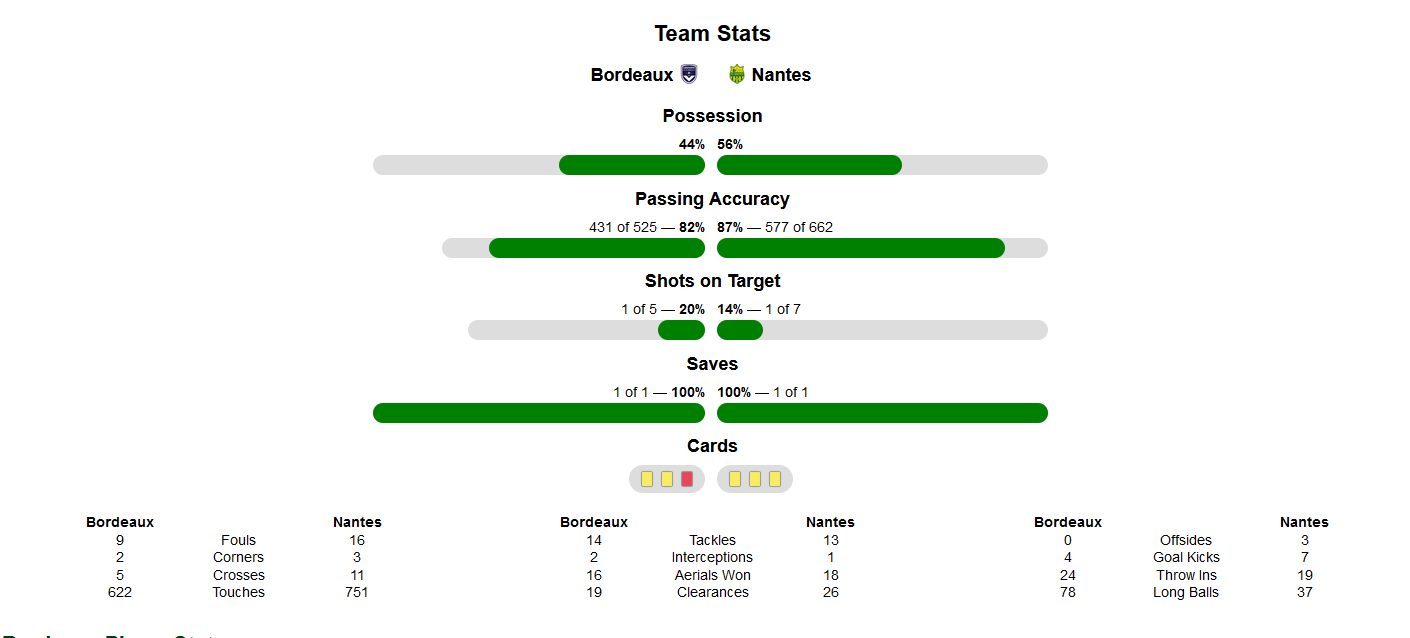 Team Stats
Bordeaux Nantes
Possession
44% 56%
Passing Accuracy
431 of 525 — 82% 87% — 577 of 662
Shots on Target
1 of 5 — 20% 14% — 1 of 7
Saves
1 of 1 — 100% 100% — 1 of 1
Cards
Bordeaux Nantes Bordeaux Nantes Bordeaux Nantes
9 Fouls 16 14 Tackles 13 0 Offsides 3
2 Corners 3 2 Interceptions 1 4 Goal Kicks 7
5 Crosses 11 16 Aerials Won 18 24 Throw Ins 19
622 Touches 751 19 Clearances 26 78 Long Balls 37